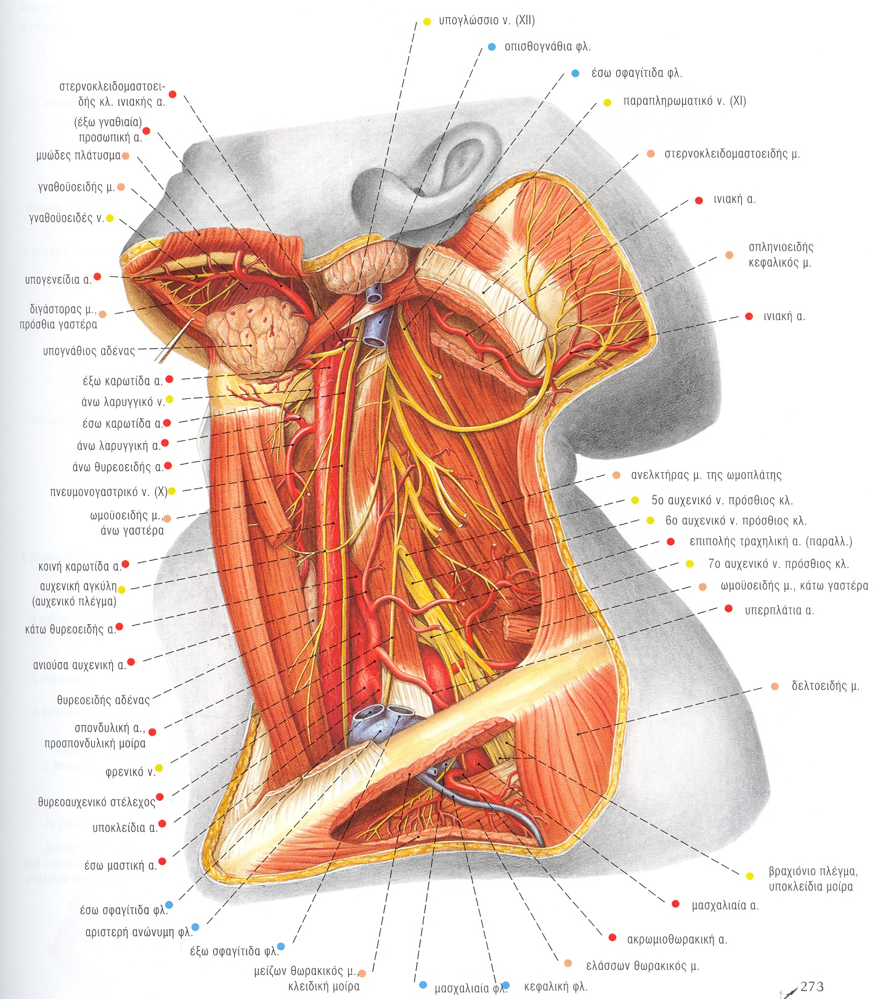 υπογλώσσιο ν. (XII)
οπισθογνάθια φλ.
έσω σφαγίτιδα φλ.
παραπληρωματικό ν. (XI)
στερνοκλειδομαστοειδής μ.
ινιακή α.
σπληνιοειδής
κεφαλικός μ.
ινιακή α.
ανελκτήρας μ. της ωμοπλάτης
5ο αυχενικό ν. πρόσθιος κλ.
6ο αυχενικό ν. πρόσθιος κλ.
επιπολής τραχηλική α. (παραλλ.)
7ο αυχενικό ν. πρόσθιος κλ.
ωμοϋοειδής μ., κάτω γαστέρα
υπερπλάτια α.
δελτοειδής μ.
βραχιόνιο πλέγμα,
υποκλείδια μοίρα
μασχαλιαία α.
ακρωμιοθωρακική α.
ελάσσων θωρακικός μ.
κεφαλική φλ.
μασχαλιαία φλ.
στερνοκλειδομαστοει-
δής κλ. ινιακής α.
(έξω γναθιαία)
προσωπική α.
μυώδες πλάτυσμα
γναθοϋοειδής μ.
γναθοϋοειδές ν.
υπογενείδια α.
διγάστορας μ.,
πρόσθια γαστέρα
υπογνάθιος αδένας
έξω καρωτίδα α.
άνω λαρυγγικό ν.
έσω καρωτίδα α.
άνω λαρυγγική α.
άνω θυρεοειδής α.
πνευμονογαστρικό ν. (X)
ωμοϋοειδής μ.,
άνω γαστέρα
κοινή καρωτίδα α.
αυχενική αγκύλη
(αυχενικό πλέγμα)
κάτω θυρεοειδής α.
ανιούσα αυχενική α.
θυρεοειδής αδένας
σπονδυλική α.,
προσπονδυλική μοίρα
φρενικό ν.
θυρεοαυχενικό στέλεχος
υποκλείδια α.
έσω μαστική α.
έσω σφαγίτιδα φλ.
αριστερή ανώνυμη φλ.
έξω σφαγίτιδα φλ.
μείζων θωρακικός μ.,
κλειδική μοίρα
273